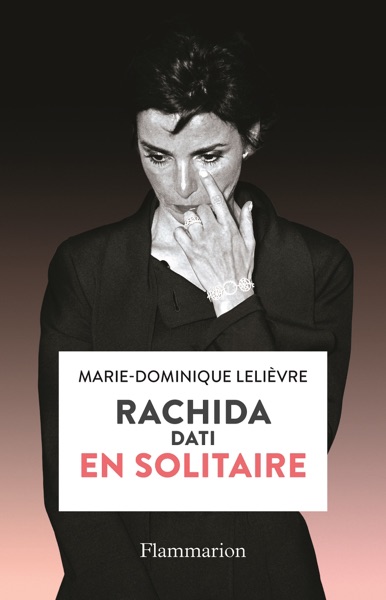 MARIE-DOMINIQUE LELIÈVRE
RACHIDA
DATI
EN SOLITAIRE
Flammarion